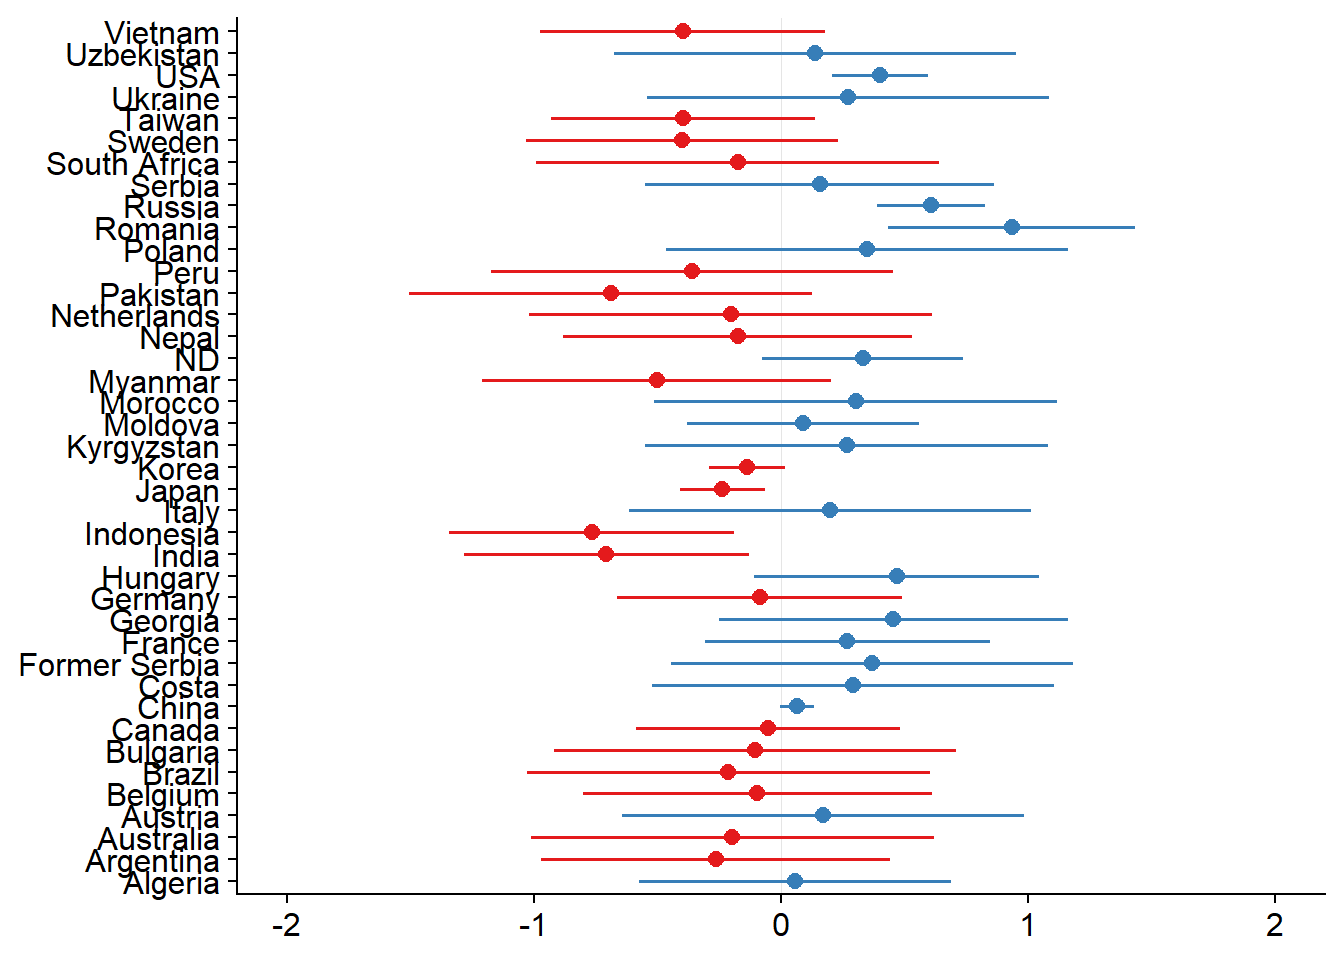 Vietnam
Uzbekistan
USA
Ukraine
Taiwan
Sweden
South Africa
Serbia
Russia
Romania
Poland
Peru
Pakistan
Netherlands
Nepal
ND
Myanmar
Morocco
Moldova
Kyrgyzstan
Korea
Japan
Italy
Indonesia
India
Hungary
Germany
Georgia
France
Former Serbia
Costa
China
Canada
Bulgaria
Brazil
Belgium
Austria
Australia
Argentina
Algeria
-2 -1 0 1 2